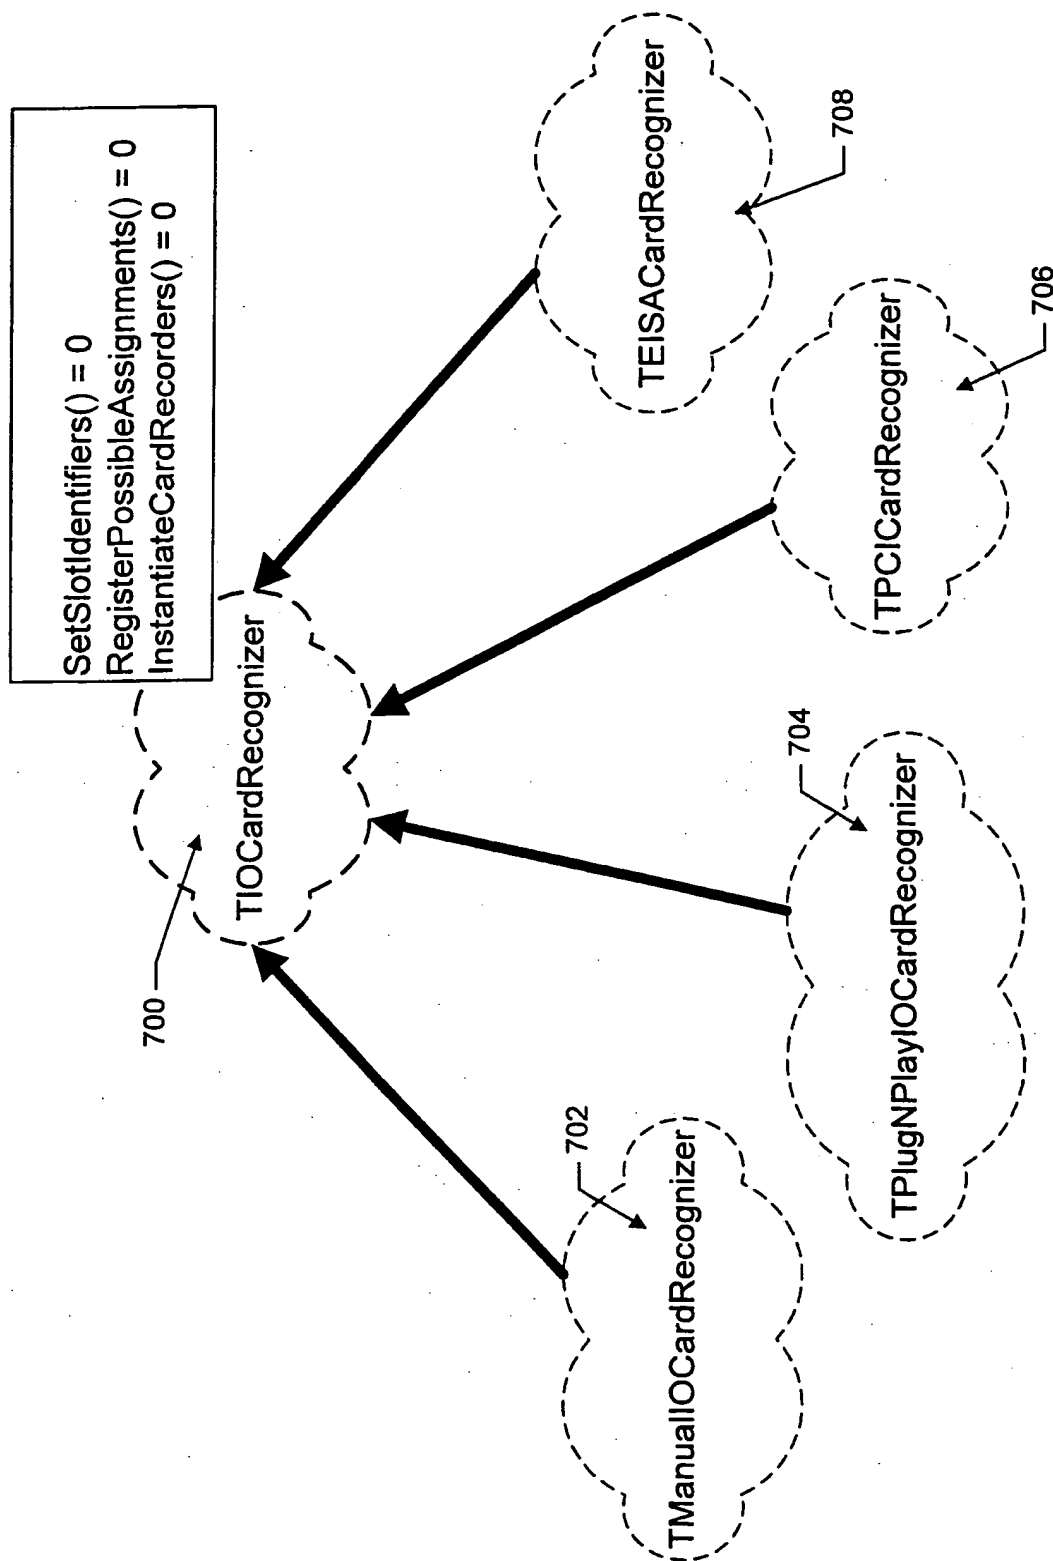 SetSlotIdentifiers() = 0
RegisterPossibleAssignments() = 0
InstantiateCardRecorders() = 0
700
TIOCardRecognizer
702
TManualIOCardRecognizer
704
TPlugNPlayIOCardRecognizer
706
TPCICardRecognizer
708
TEISACardRecognizer